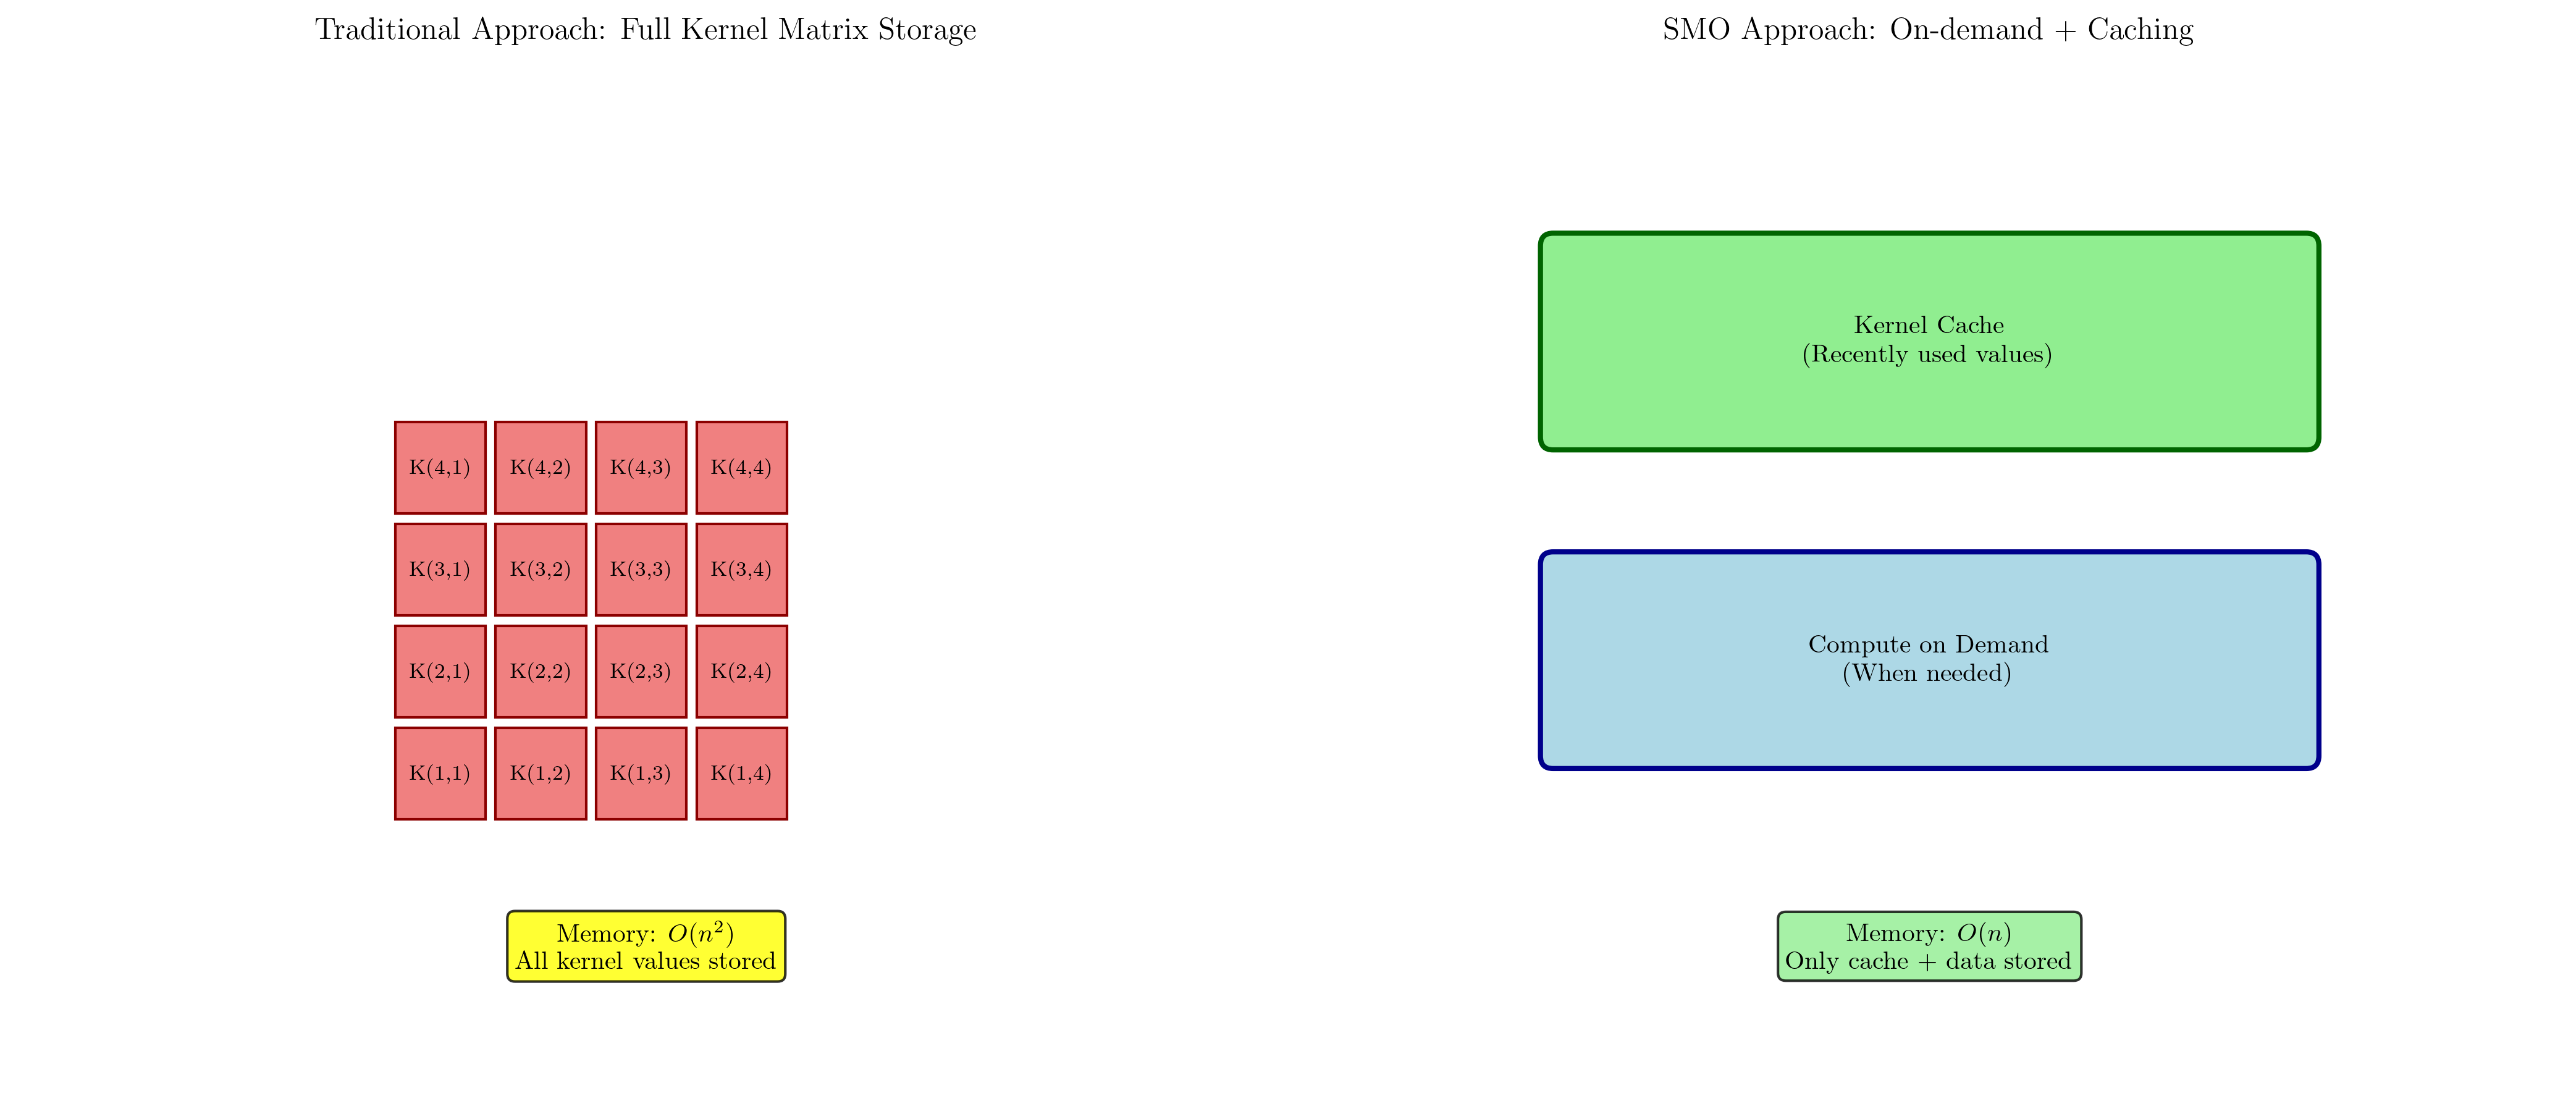 Traditional Approach: Full Kernel Matrix Storage
K(4,1) K(4,2) K(4,3) K(4,4)
K(3,1) K(3,2) K(3,3) K(3,4)
K(2,1) K(2,2) K(2,3) K(2,4)
K(1,1) K(1,2) K(1,3) K(1,4)
Memory: $O(n^2)$
All kernel values stored
SMO Approach: On-demand + Caching
Kernel Cache
(Recently used values)
Compute on Demand
(When needed)
Memory: $O(n)$
Only cache + data stored